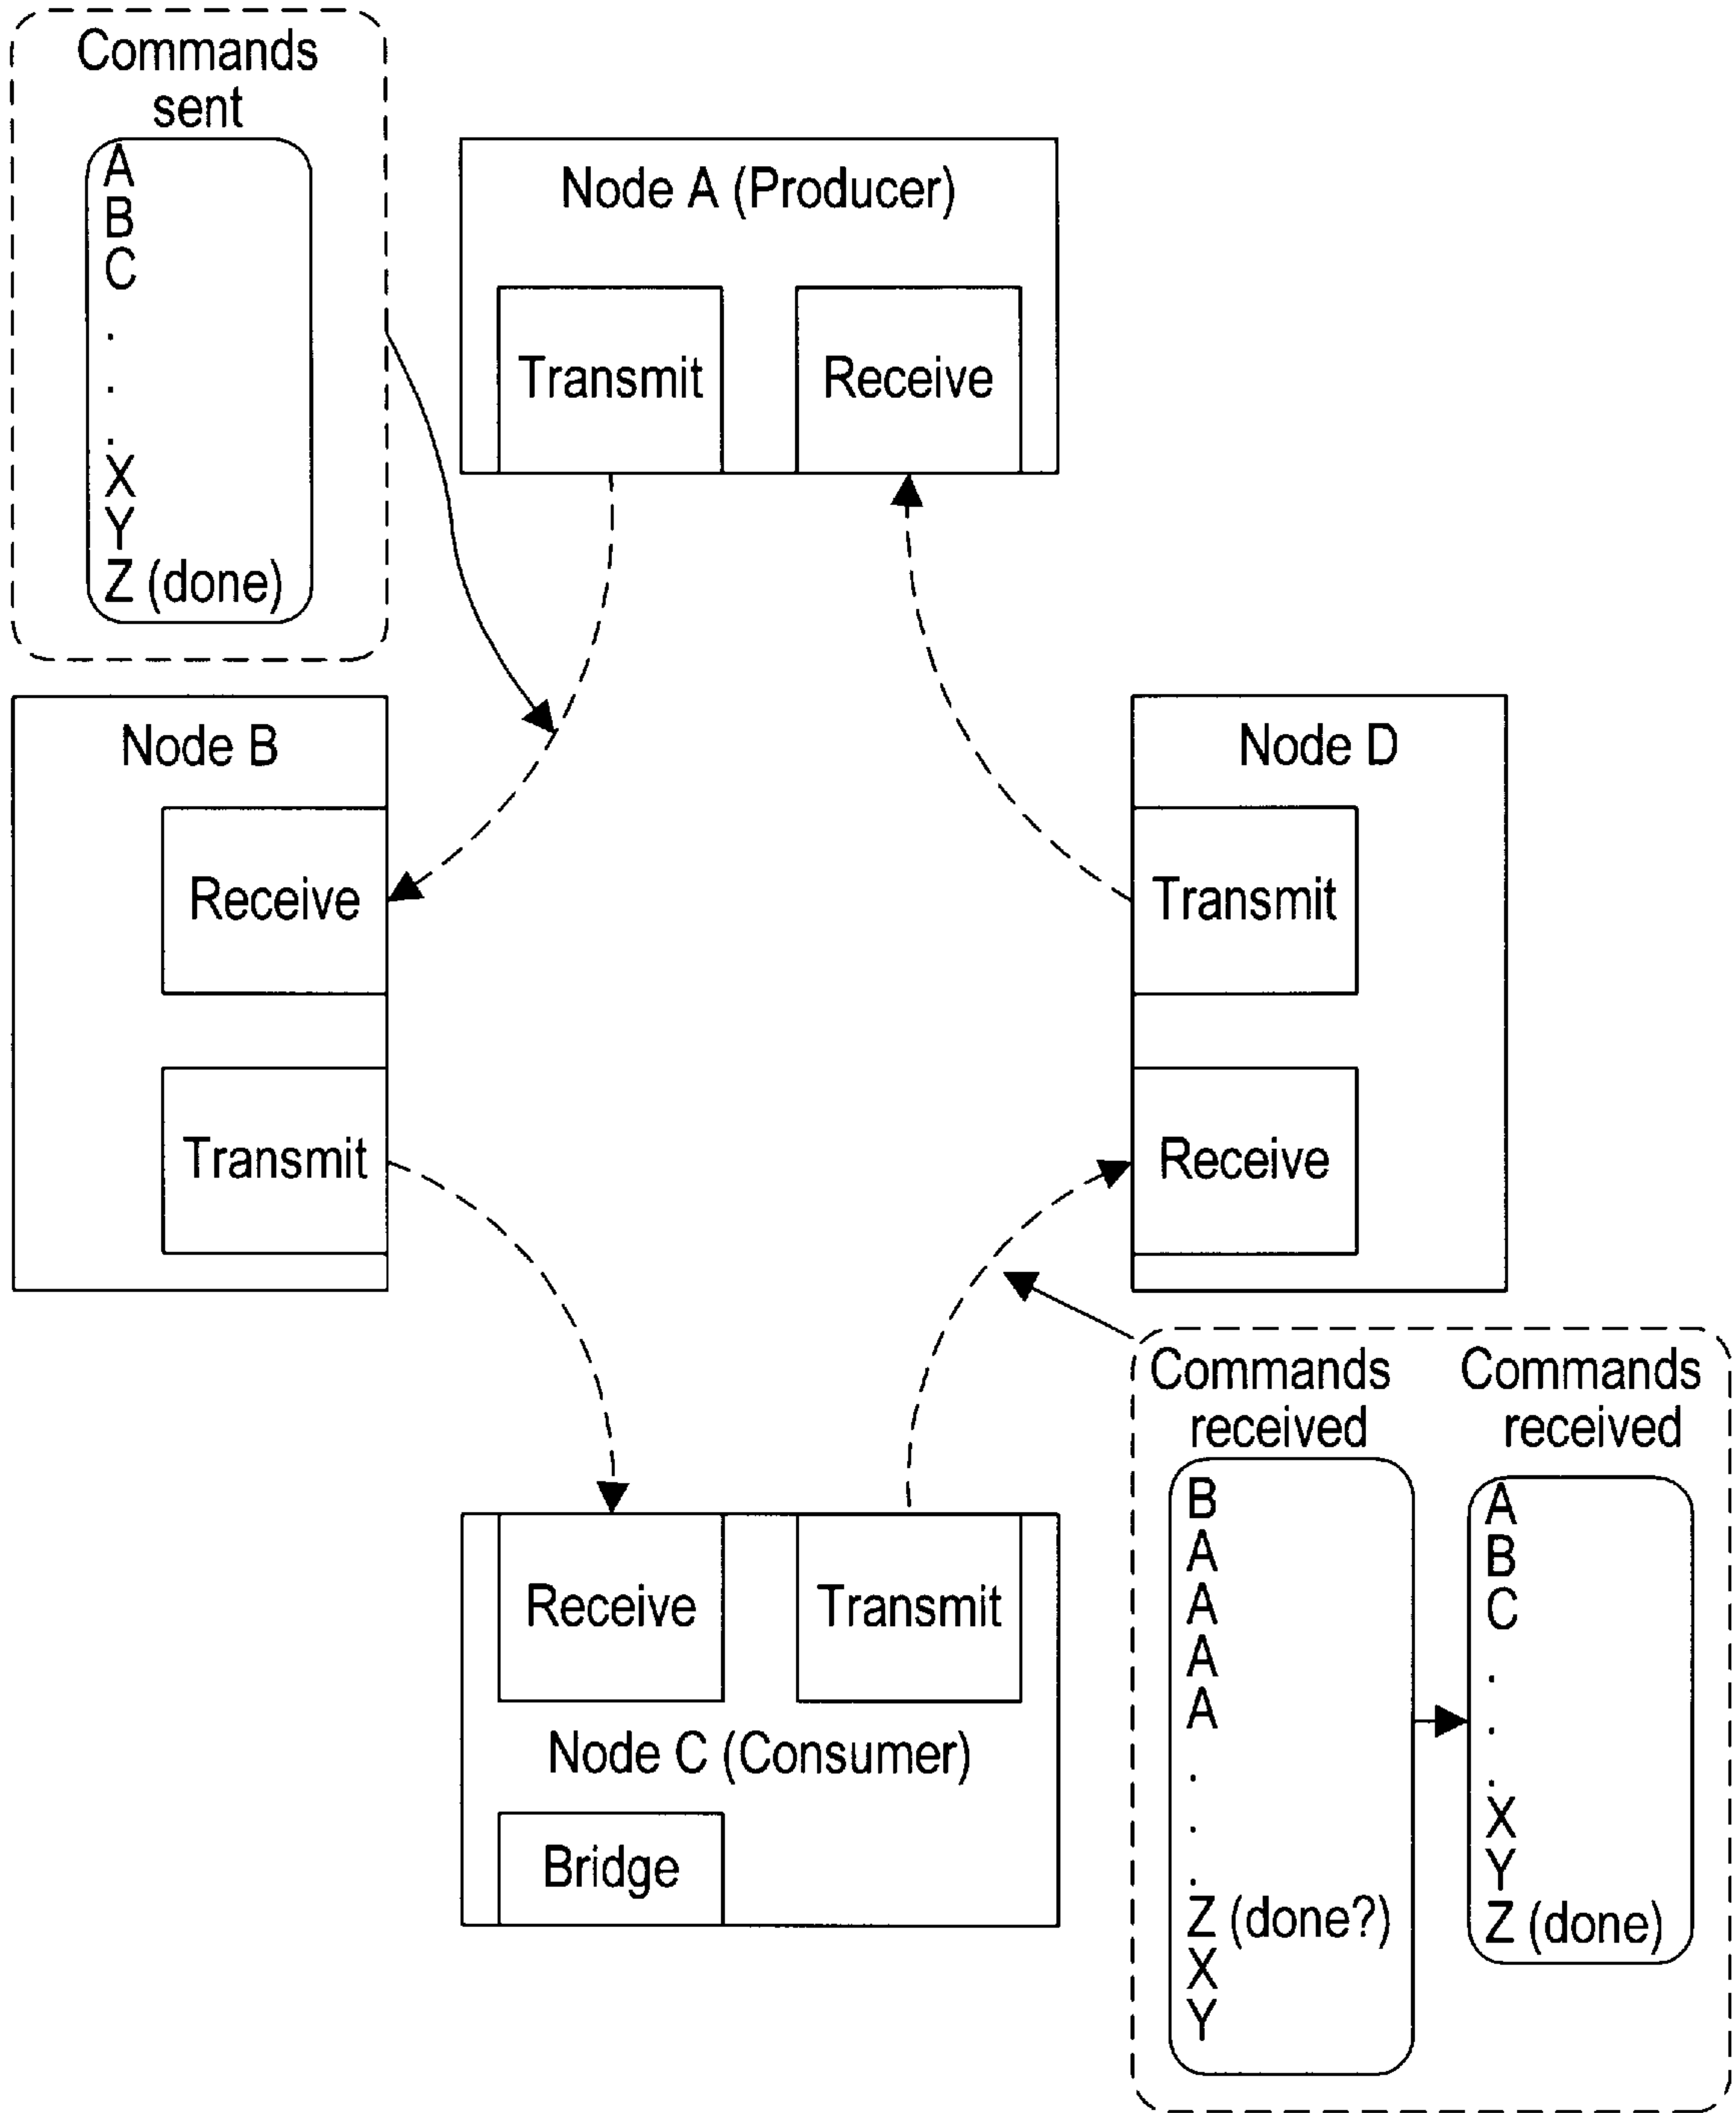 Commands
sent
A
B
C
.
.
.
X
Y
Z (done)
Node A (Producer)
Transmit
Receive
Node B
Receive
Transmit
Node D
Transmit
Receive
Receive
Transmit
Node C (Consumer)
Bridge
Commands
received
B
A
A
A
A
.
.
.
Z (done?)
X
Y
Commands
received
A
B
C
.
.
.
X
Y
Z (done)